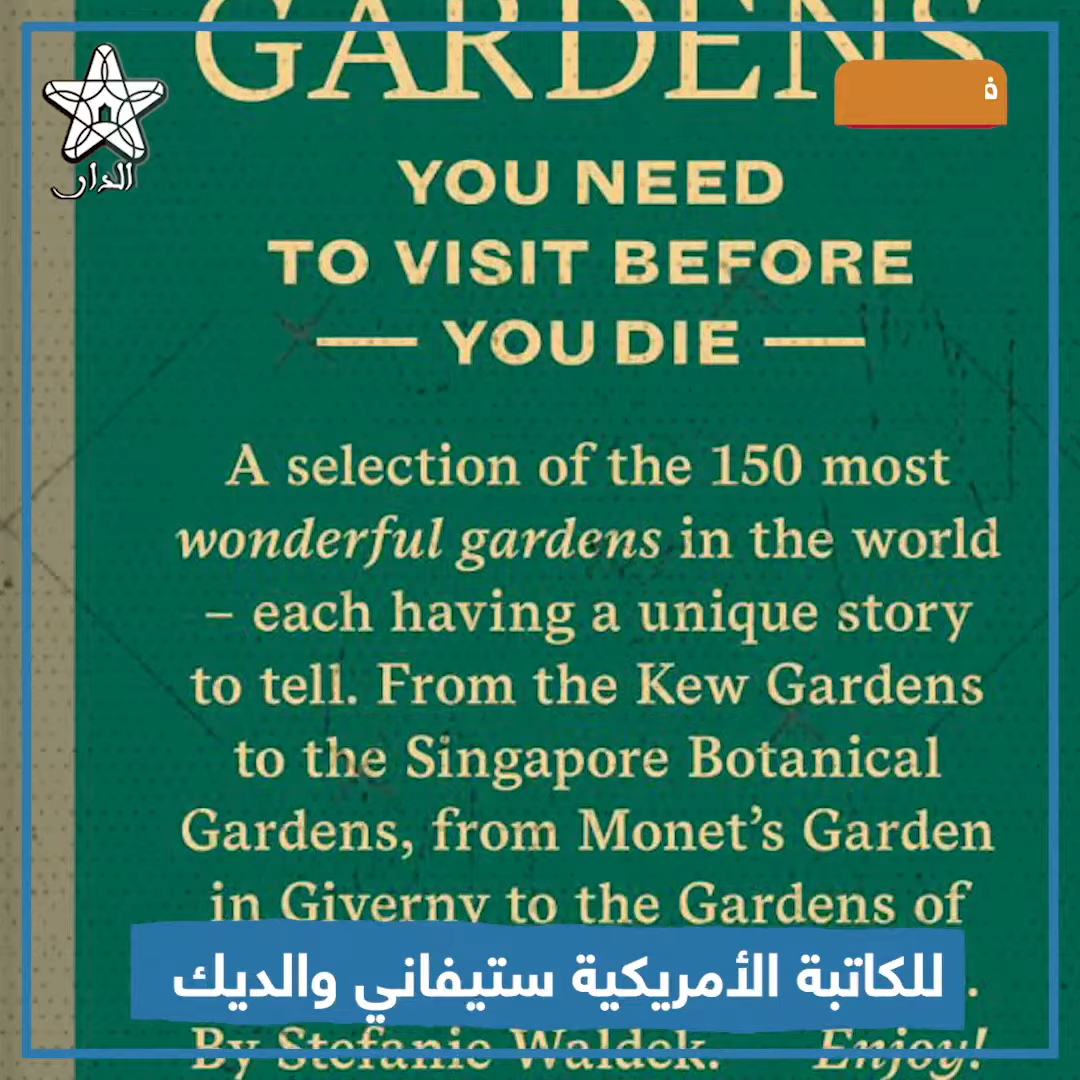 GARDENS
ف
الدار
YOU NEED
TO VISIT BEFORE
YOU DIE
A selection of the 150 most
wonderful gardens in the world
– each having a unique story
to tell. From the Kew Gardens
to the Singapore Botanical
Gardens, from Monet’s Garden
in Giverny to the Gardens of
للكاتبة الأمريكية ستيفاني والديك
By Stefanie Waldek. Enjoy!